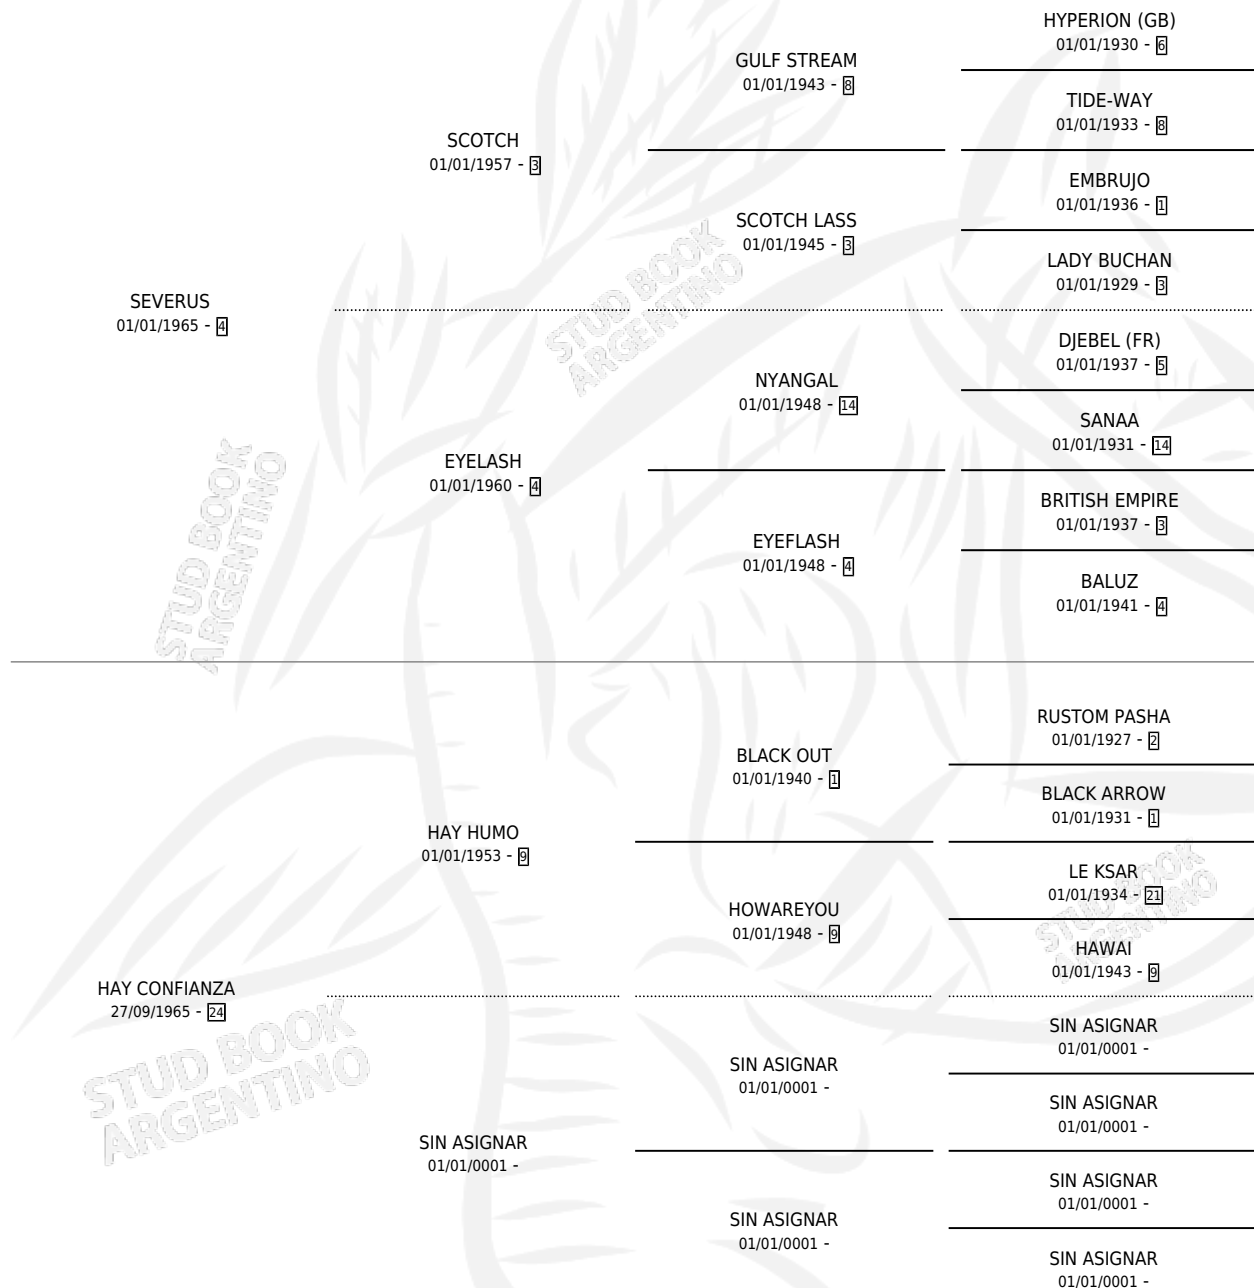 HYPERION (GB)
01/01/1930 - 6
GULF STREAM
01/01/1943 - 8
TIDE-WAY
01/01/1933 - 8
SCOTCH
01/01/1957 - 3
EMBRUJO
01/01/1936 - 1
SCOTCH LASS
01/01/1945 - 3
LADY BUCHAN
01/01/1929 - 3
SEVERUS
01/01/1965 - 4
DJEBEL (FR)
01/01/1937 - 5
NYANGAL
01/01/1948 - 14
SANAA
01/01/1931 - 14
EYELASH
01/01/1960 - 4
BRITISH EMPIRE
01/01/1937 - 3
EYEFLASH
01/01/1948 - 4
BALUZ
01/01/1941 - 4
RUSTOM PASHA
01/01/1927 - 2
BLACK OUT
01/01/1940 - 1
BLACK ARROW
01/01/1931 - 1
HAY HUMO
01/01/1953 - 9
LE KSAR
01/01/1934 - 21
HOWAREYOU
01/01/1948 - 9
HAWAI
01/01/1943 - 9
HAY CONFIANZA
27/09/1965 - 24
SIN ASIGNAR
01/01/0001 -
SIN ASIGNAR
01/01/0001 -
SIN ASIGNAR
01/01/0001 -
SIN ASIGNAR
01/01/0001 -
SIN ASIGNAR
01/01/0001 -
SIN ASIGNAR
01/01/0001 -
SIN ASIGNAR
01/01/0001 -
STUD BOOK
ARGENTINO
STUD BOOK
ARGENTINO
STUD BOOK
ARGENTINO
STUD BOOK
ARGENTINO